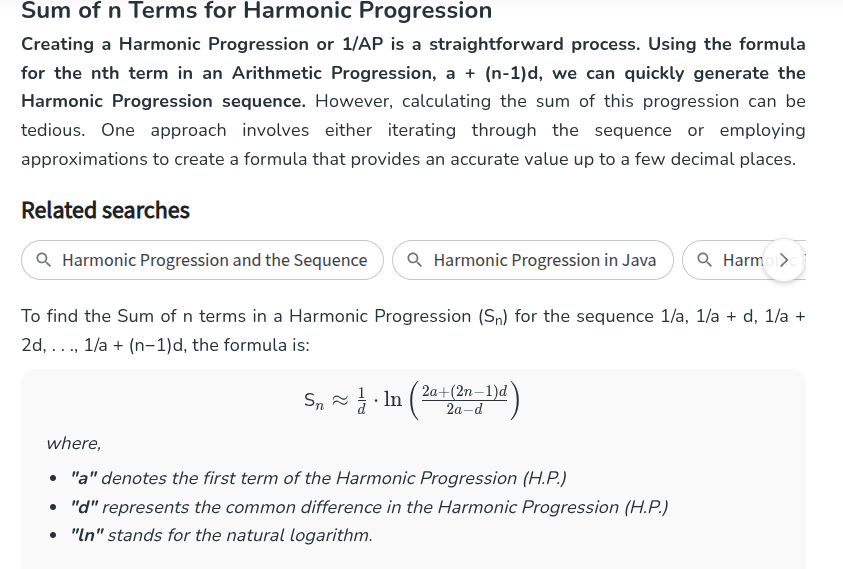 Sum of n Terms for Harmonic Progression
Creating a Harmonic Progression or 1/AP is a straightforward process. Using the formula
for the nth term in an Arithmetic Progression, a + (n-1)d, we can quickly generate the
Harmonic Progression sequence. However, calculating the sum of this progression can be
tedious. One approach involves either iterating through the sequence or employing
approximations to create a formula that provides an accurate value up to a few decimal places.
Related searches
Harmonic Progression and the Sequence
Harmonic Progression in Java
Harm
To find the Sum of n terms in a Harmonic Progression (Sₙ) for the sequence 1/a, 1/a + d, 1/a +
2d, . . ., 1/a + (n−1)d, the formula is:
Sₙ ≈ 1/d · ln ( 2a+(2n−1)d / 2a−d )
where,
• "a" denotes the first term of the Harmonic Progression (H.P.)
• "d" represents the common difference in the Harmonic Progression (H.P.)
• "ln" stands for the natural logarithm.